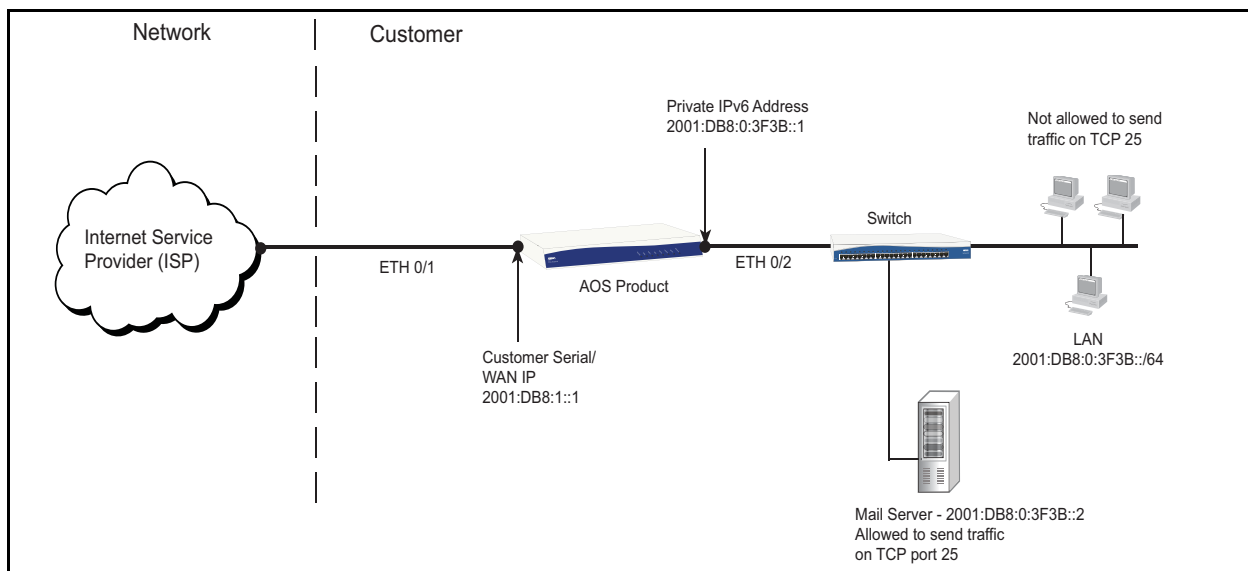 Network
Customer
Private IPv6 Address
2001:DB8:0:3F3B::1
Not allowed to send
traffic on TCP 25
Internet Service
Provider (ISP)
ETH 0/1
AOS Product
ETH 0/2
Switch
Customer Serial/
WAN IP
2001:DB8:1::1
LAN
2001:DB8:0:3F3B::/64
Mail Server - 2001:DB8:0:3F3B::2
Allowed to send traffic
on TCP port 25